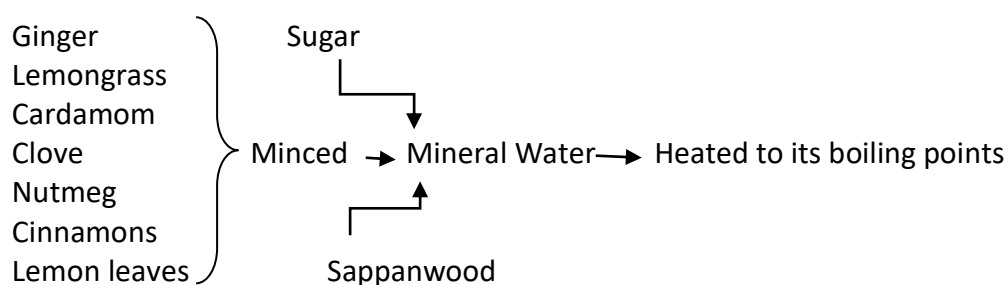 Ginger
Sugar
Lemongrass
Cardamom
Clove
Minced
Mineral Water
Heated to its boiling points
Nutmeg
Cinnamons
Lemon leaves
Sappanwood